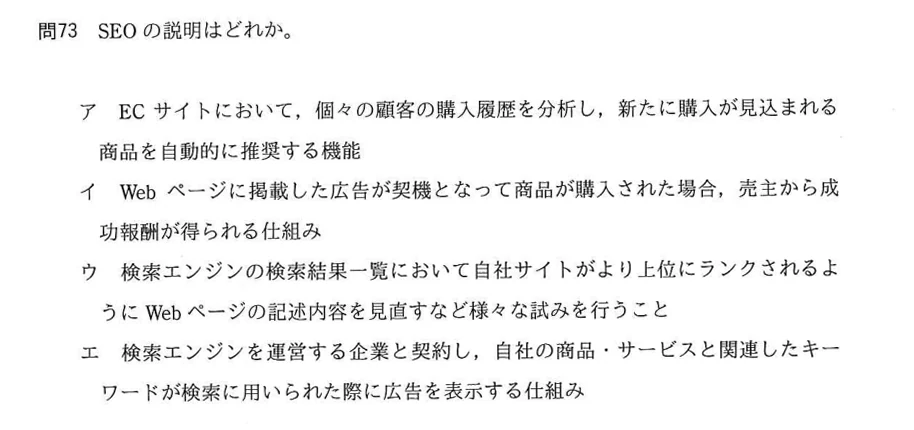 問73 SEO の説明はどれか。
ア EC サイトにおいて，個々の顧客の購入履歴を分析し，新たに購入が見込まれる
商品を自動的に推奨する機能
イ Web ページに掲載した広告が契機となって商品が購入された場合，売主から成
功報酬が得られる仕組み
ウ 検索エンジンの検索結果一覧において自社サイトがより上位にランクされるよ
うに Web ページの記述内容を見直すなど様々な試みを行うこと
エ 検索エンジンを運営する企業と契約し，自社の商品・サービスと関連したキー
ワードが検索に用いられた際に広告を表示する仕組み